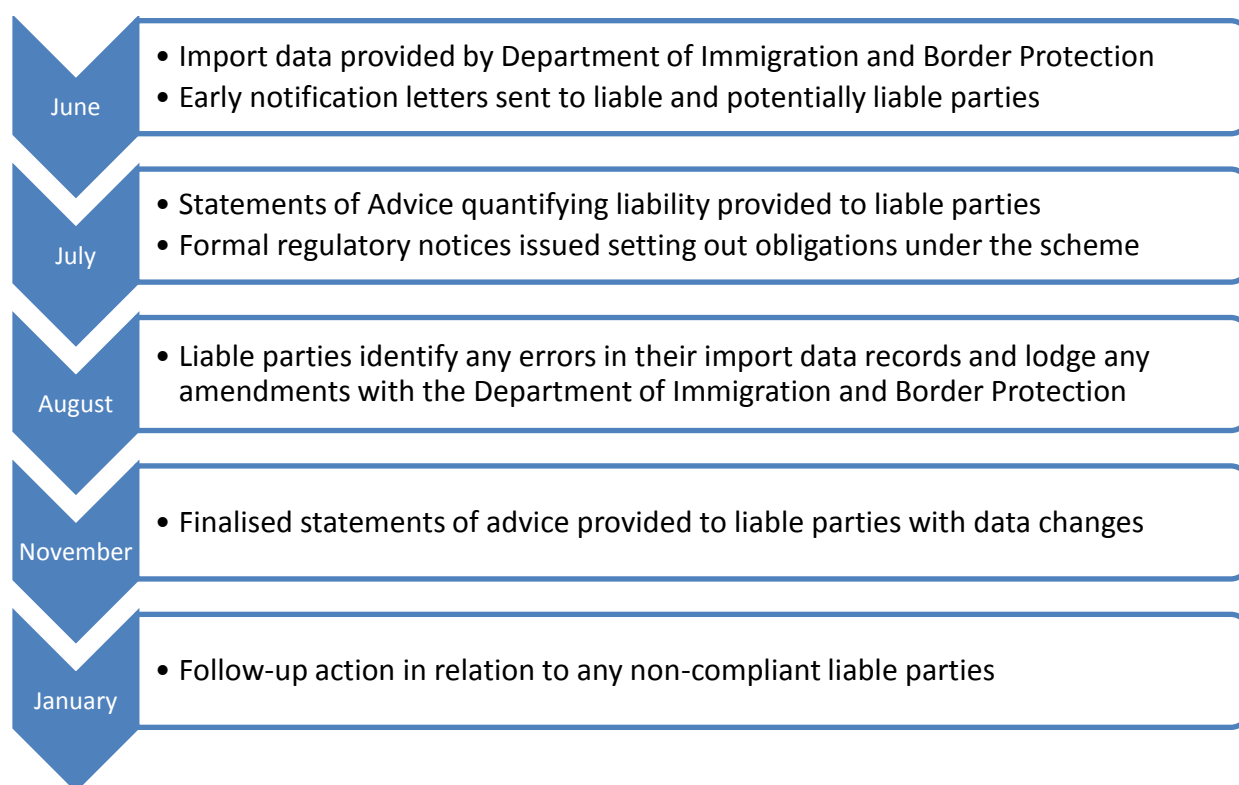 June
• Import data provided by Department of Immigration and Border Protection
• Early notification letters sent to liable and potentially liable parties
July
• Statements of Advice quantifying liability provided to liable parties
• Formal regulatory notices issued setting out obligations under the scheme
August
• Liable parties identify any errors in their import data records and lodge any
amendments with the Department of Immigration and Border Protection
November
• Finalised statements of advice provided to liable parties with data changes
January
• Follow-up action in relation to any non-compliant liable parties